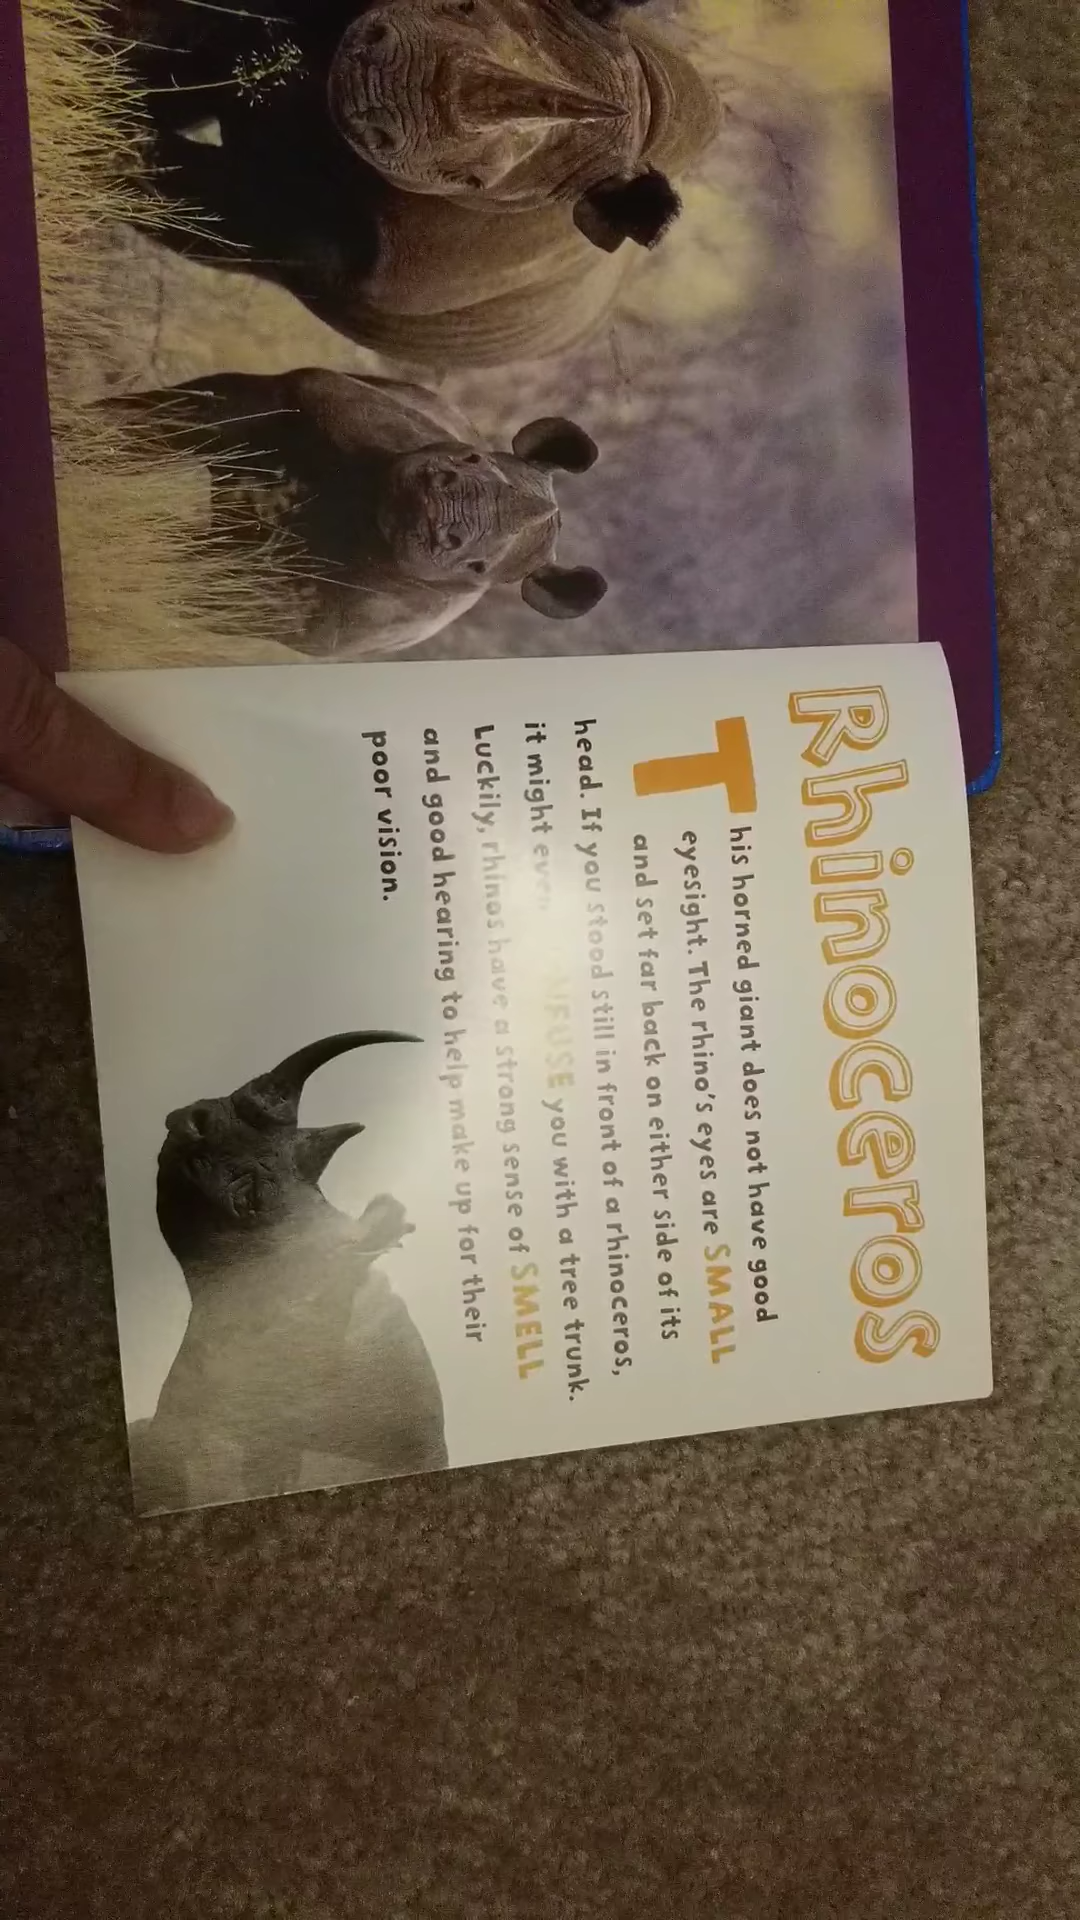 Rhinoceros
This horned giant does not have good
eyesight. The rhino's eyes are SMALL
and set far back on either side of its
head. If you stood still in front of a rhinoceros,
it might even you with a tree trunk.
Luckily, rhinos have a strong sense of SMELL
and good hearing to help make up for their
poor vision.